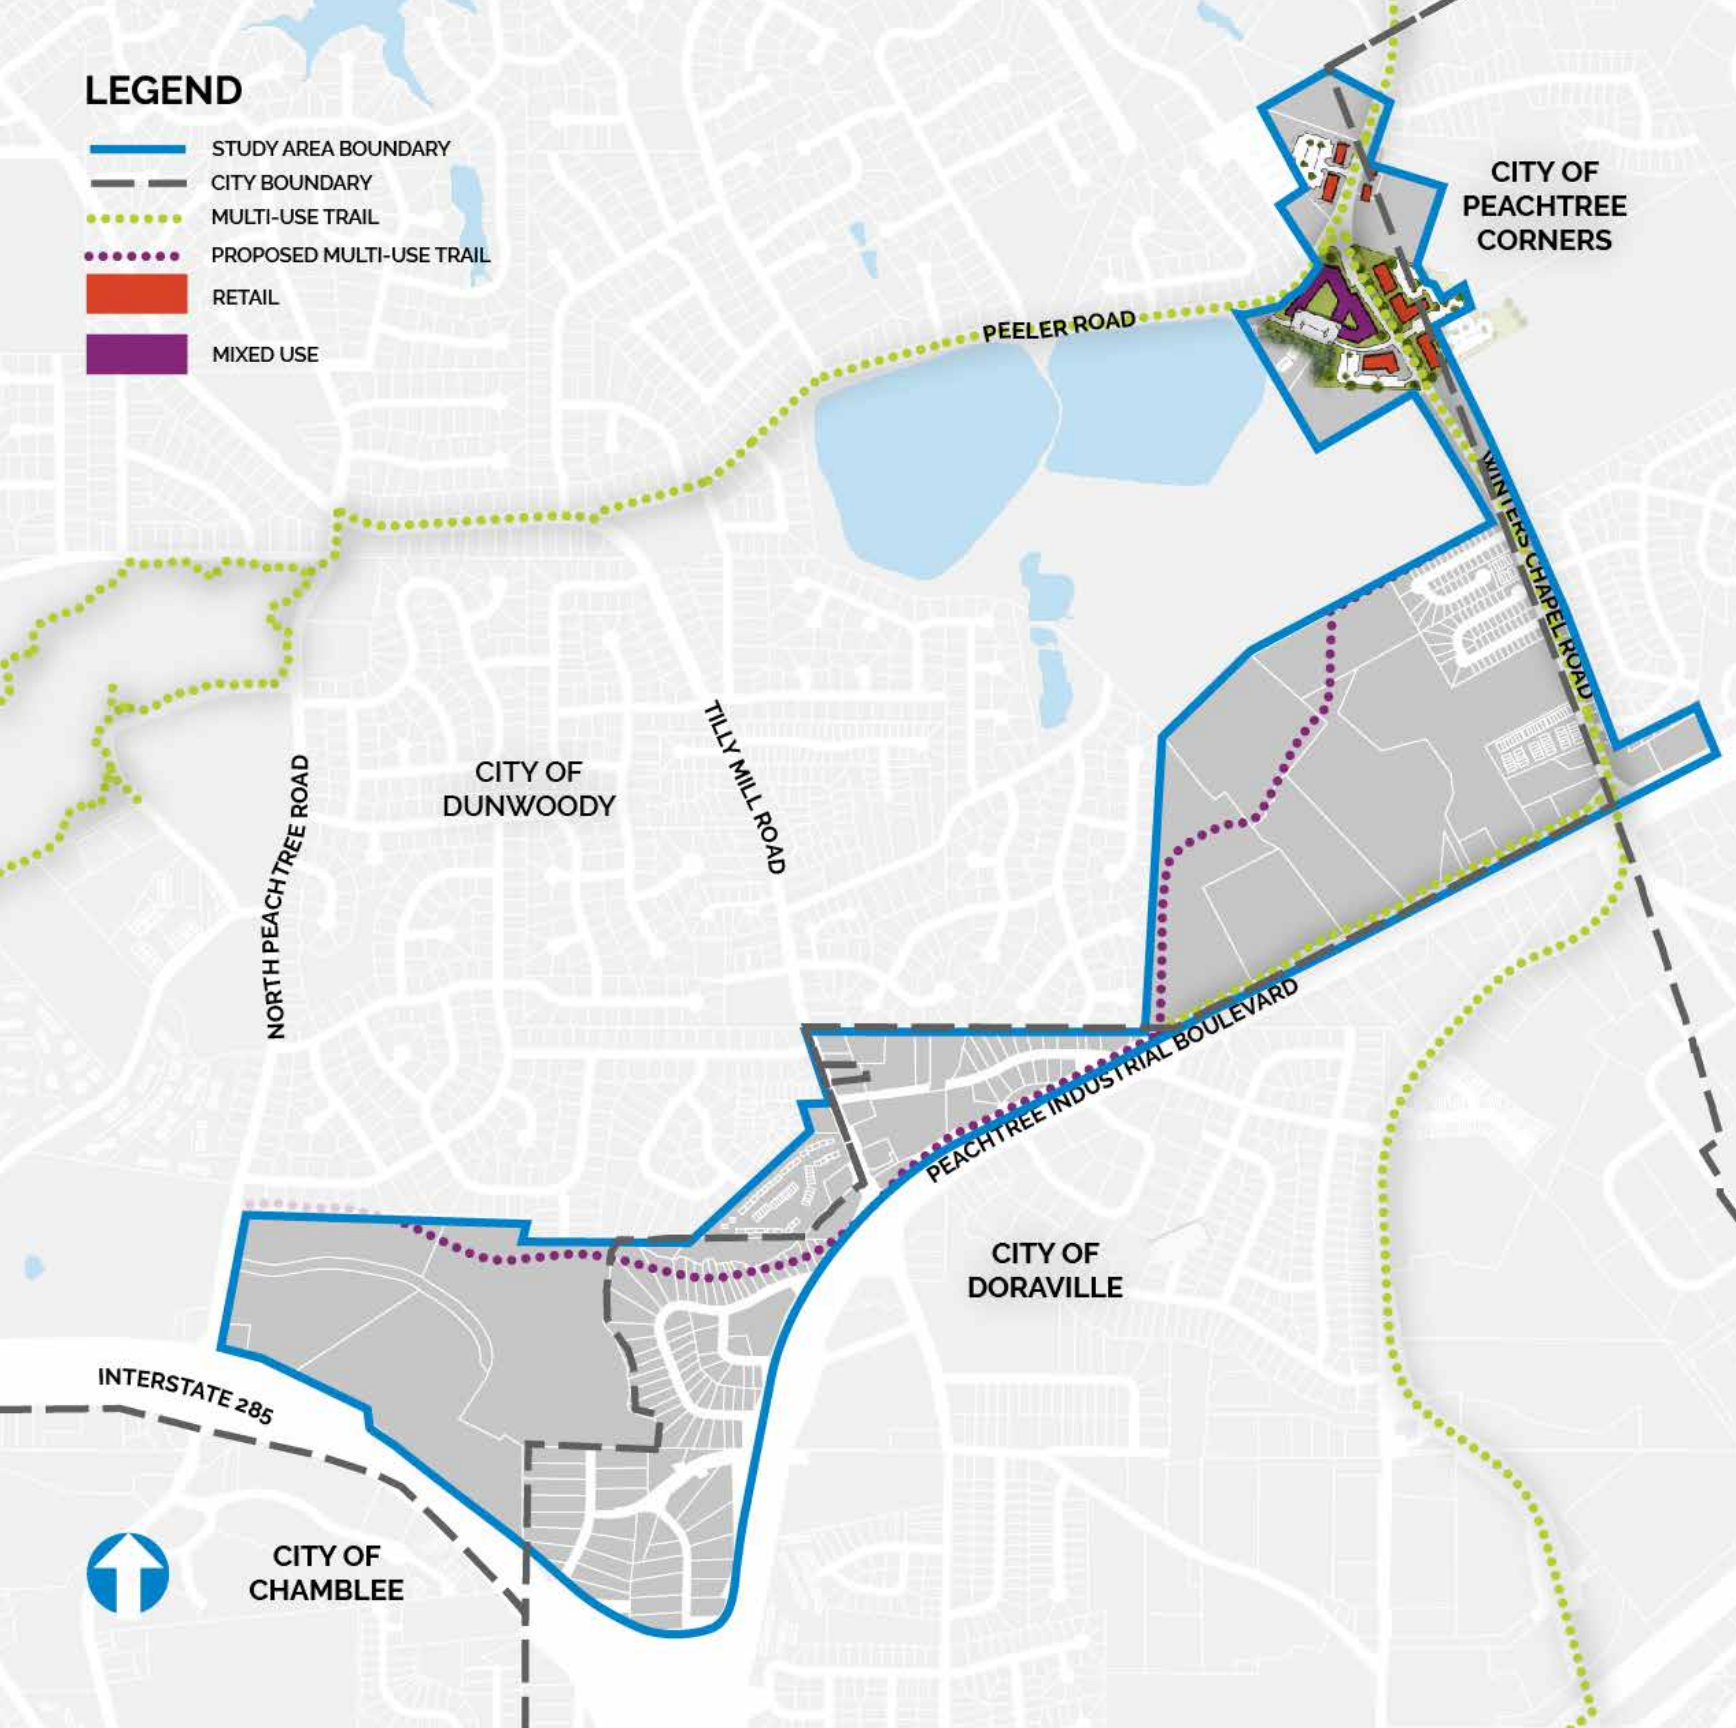 LEGEND
STUDY AREA BOUNDARY
CITY BOUNDARY
MULTI-USE TRAIL
PROPOSED MULTI-USE TRAIL
RETAIL
MIXED USE
CITY OF
PEACHTREE
CORNERS
PEELER ROAD
WINTERS CHAPEL ROAD
TILLY MILL ROAD
CITY OF
DUNWOODY
NORTH PEACHTREE ROAD
PEACHTREE INDUSTRIAL BOULEVARD
CITY OF
DORAVILLE
INTERSTATE 285
CITY OF
CHAMBLEE